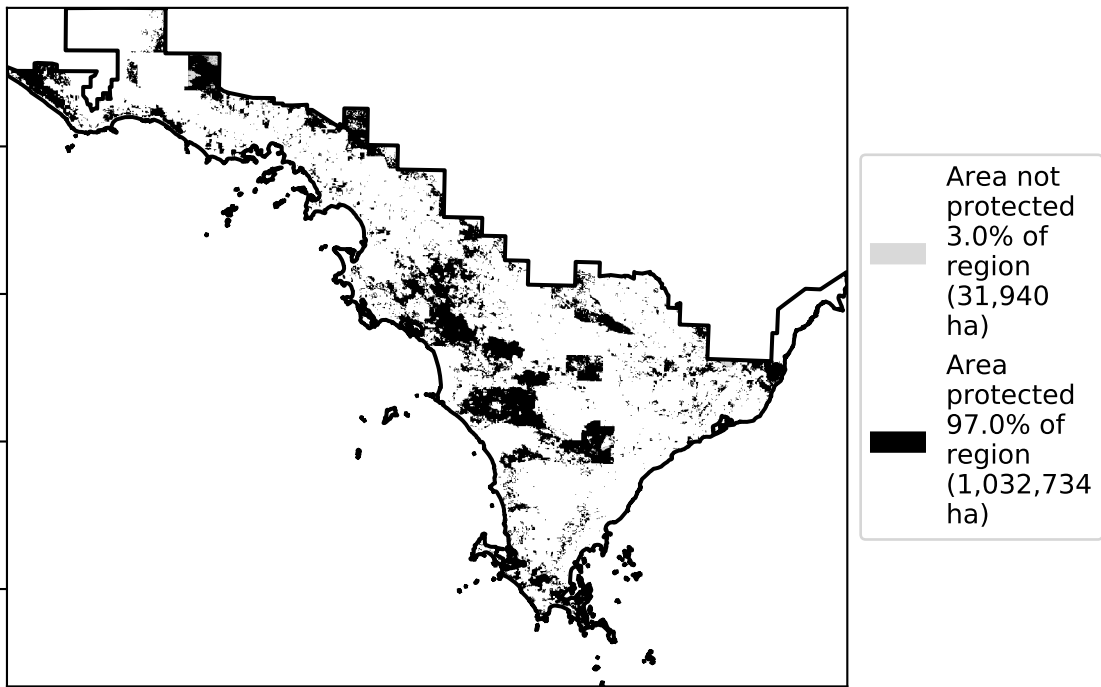 Area not
protected
3.0% of
region
(31,940
ha)
Area
protected
97.0% of
region
(1,032,734
ha)